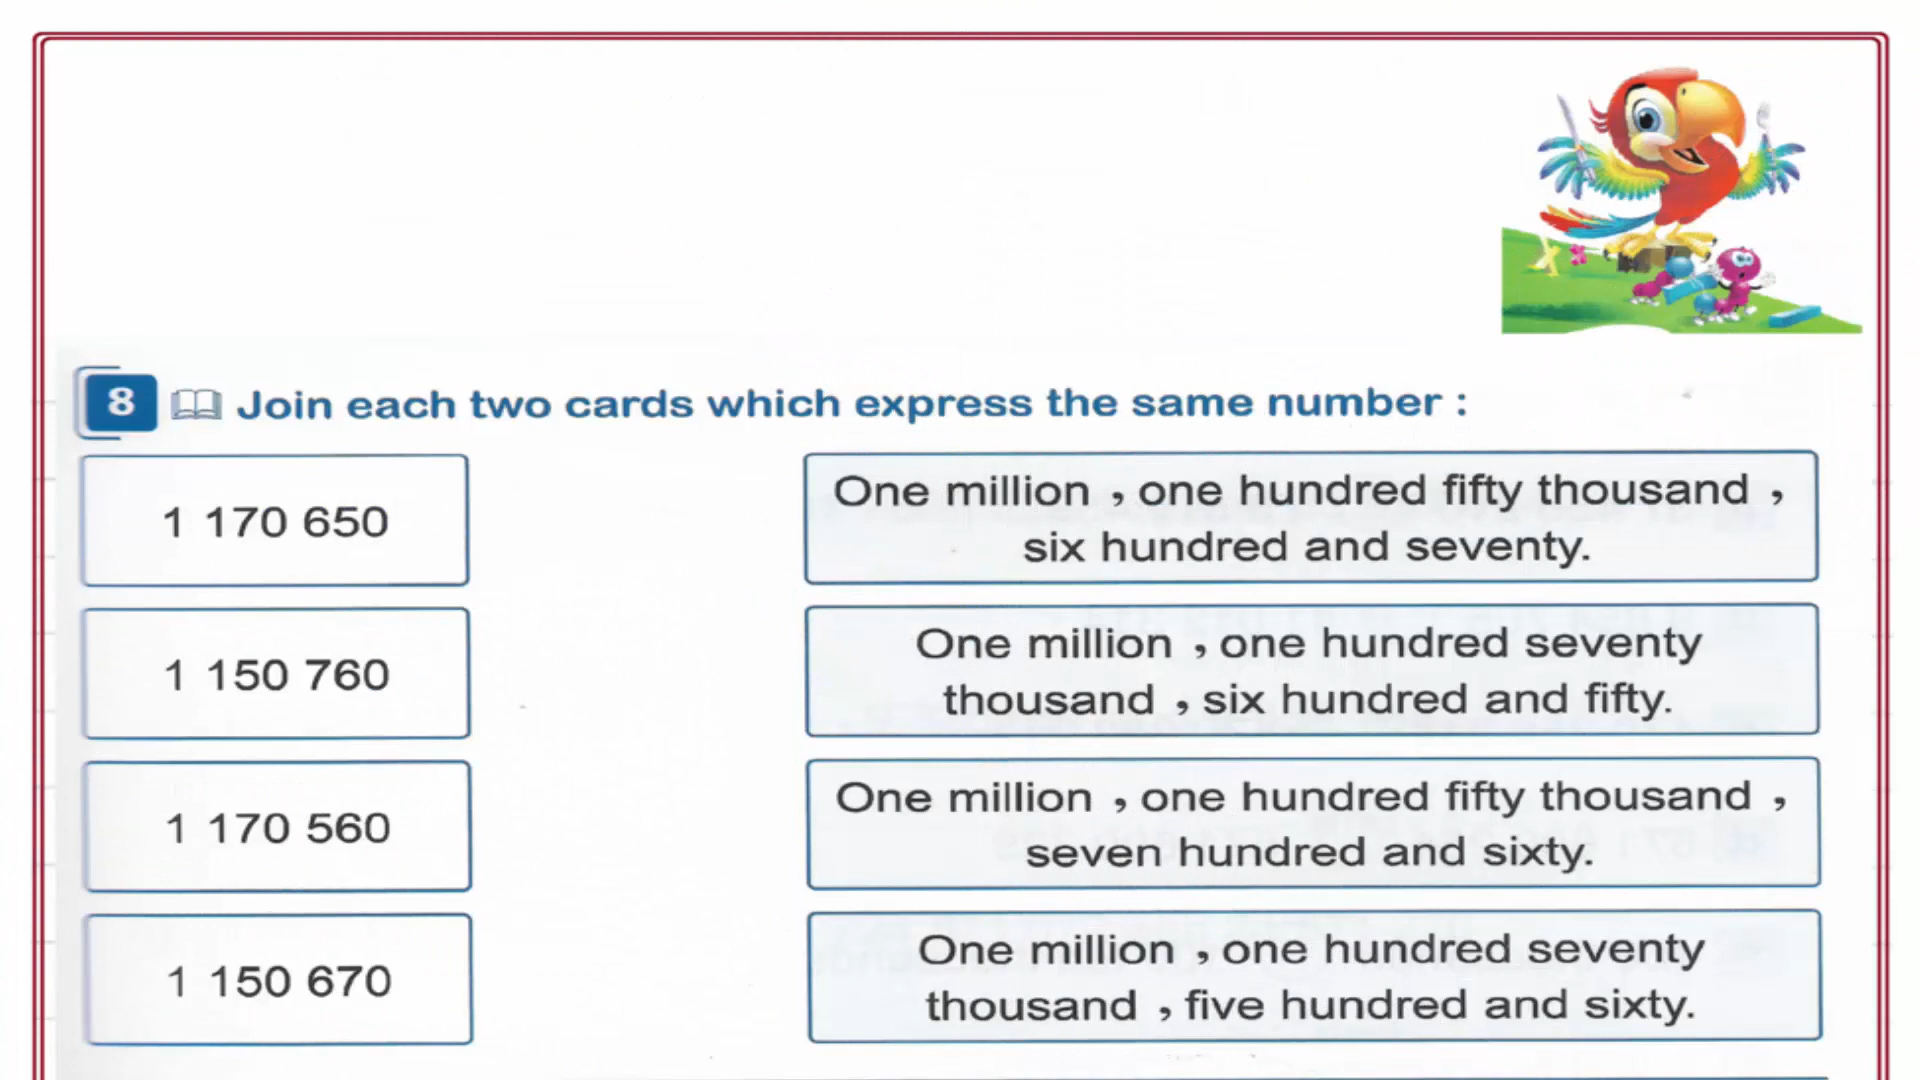 8 Join each two cards which express the same number :
1 170 650
One million , one hundred fifty thousand ,
six hundred and seventy.
1 150 760
One million , one hundred seventy
thousand , six hundred and fifty.
1 170 560
One million , one hundred fifty thousand ,
seven hundred and sixty.
1 150 670
One million , one hundred seventy
thousand , five hundred and sixty.